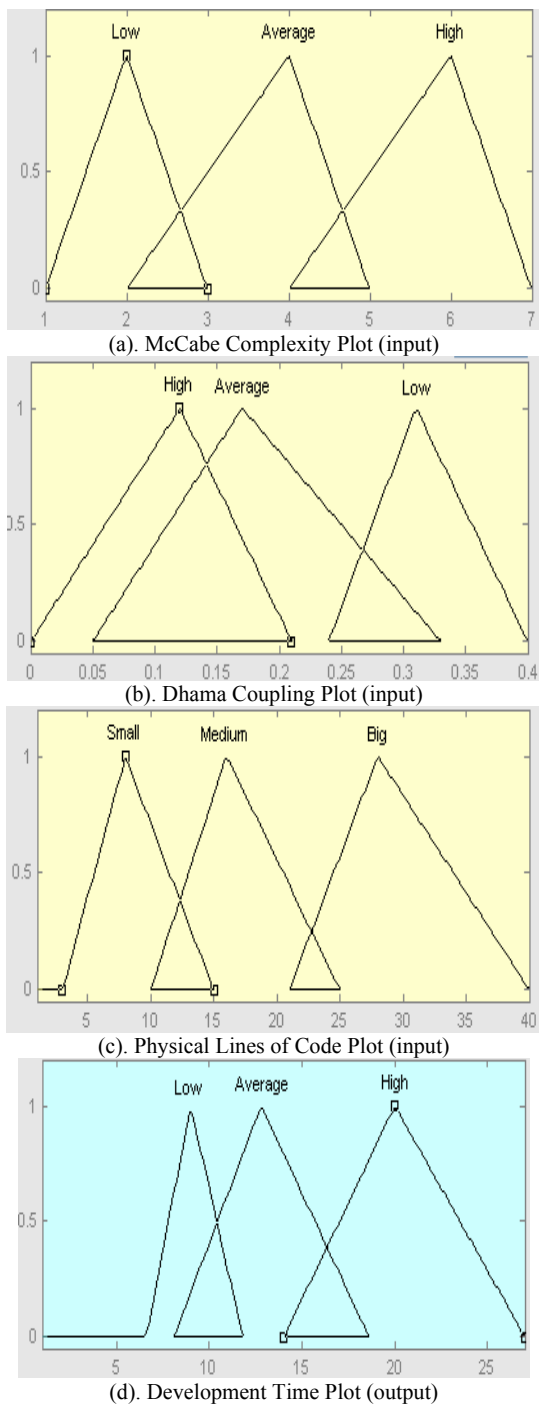 Low Average High
1
0.5
0
1 2 3 4 5 6 7
(a). McCabe Complexity Plot (input)
High Average Low
1
0.5
0
0 0.05 0.1 0.15 0.2 0.25 0.3 0.35 0.4
(b). Dhama Coupling Plot (input)
Small Medium Big
1
0.5
0
5 10 15 20 25 30 35 40
(c). Physical Lines of Code Plot (input)
Low Average High
1
0.5
0
5 10 15 20 25
(d). Development Time Plot (output)